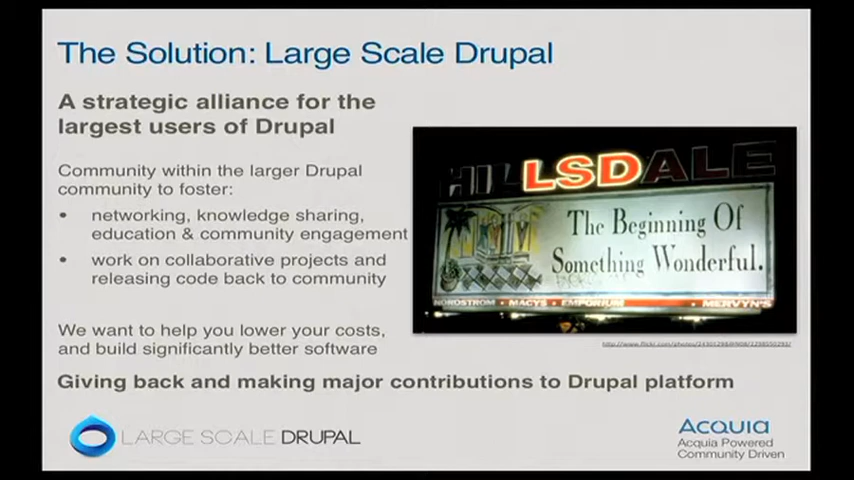 The Solution: Large Scale Drupal
A strategic alliance for the
largest users of Drupal
Community within the larger Drupal
community to foster:
• networking, knowledge sharing,
education & community engagement
• work on collaborative projects and
releasing code back to community
We want to help you lower your costs,
and build significantly better software
HILLSDALE
The Beginning Of
Something Wonderful.
NORDSTROM • MACYS • EMPORIUM • MERVYN'S
Giving back and making major contributions to Drupal platform
LARGE SCALE DRUPAL
ACQUIA
Acquia Powered
Community Driven